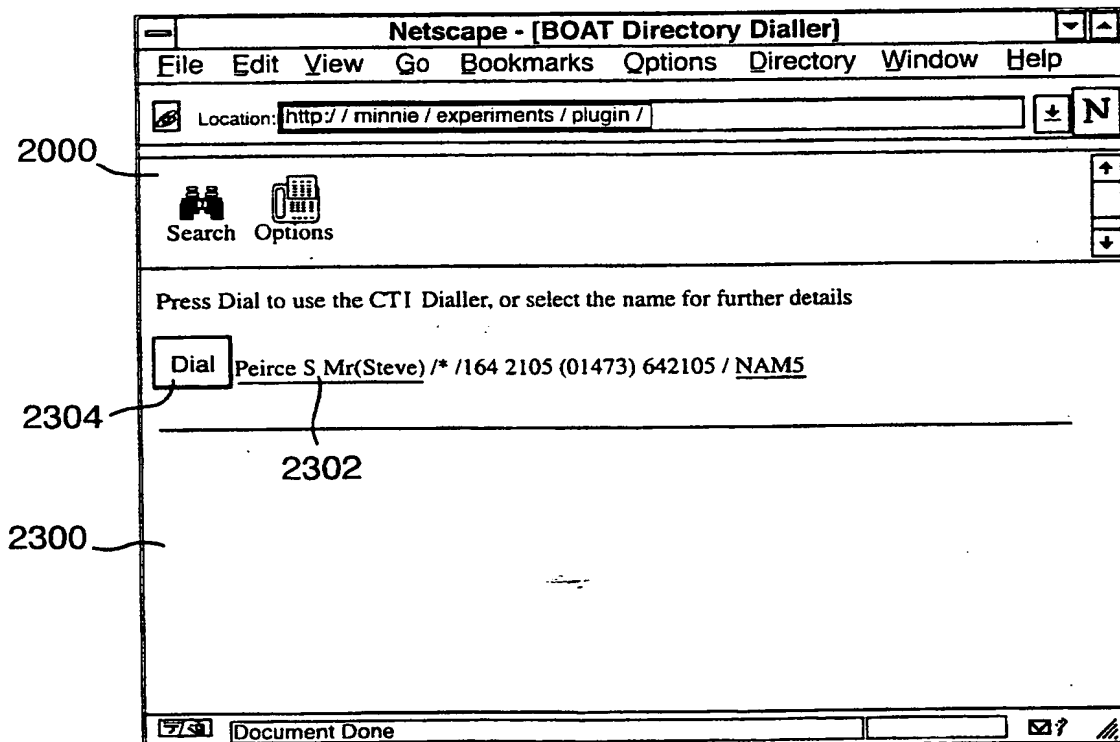 Netscape - [BOAT Directory Dialler]
File Edit View Go Bookmarks Options Directory Window Help
Location: http:/ / minnie / experiments / plugin /
N
2000
Search Options
Press Dial to use the CTI Dialler, or select the name for further details
Dial Peirce S Mr(Steve) /* /164 2105 (01473) 642105 / NAM5
2304
2302
2300
Document Done